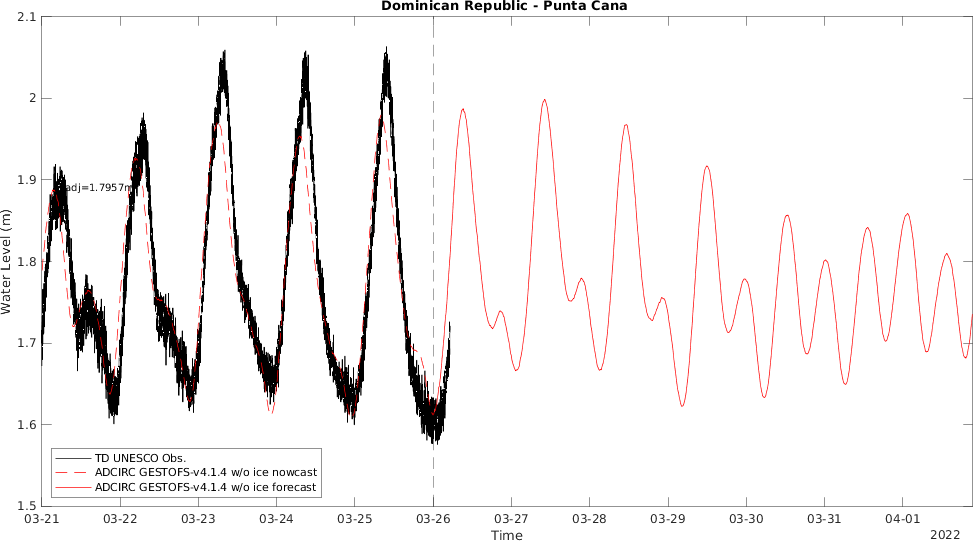 Dominican Republic - Punta Cana
2.1
2
1.9
1.8
1.7
1.6
1.5
Water Level (m)
adj=1.7957m
TD UNESCO Obs.
ADCIRC GESTOFS-v4.1.4 w/o ice nowcast
ADCIRC GESTOFS-v4.1.4 w/o ice forecast
03-21 03-22 03-23 03-24 03-25 03-26 03-27 03-28 03-29 03-30 03-31 04-01
Time
2022